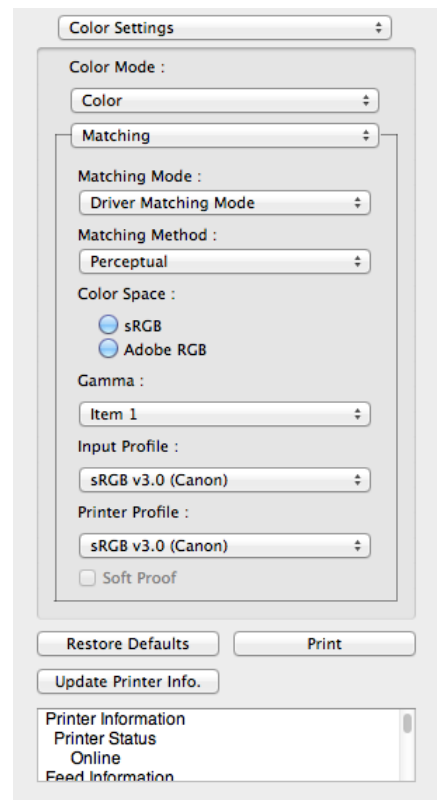 Color Settings
Color Mode :
Color
Matching
Matching Mode :
Driver Matching Mode
Matching Method :
Perceptual
Color Space :
sRGB
Adobe RGB
Gamma :
Item 1
Input Profile :
sRGB v3.0 (Canon)
Printer Profile :
sRGB v3.0 (Canon)
Soft Proof
Restore Defaults Print
Update Printer Info.
Printer Information
Printer Status
Online
Feed Information